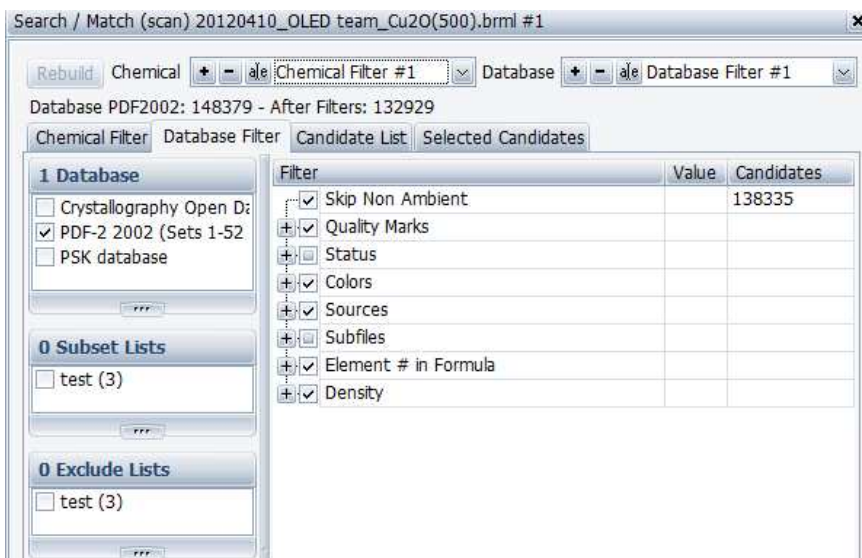 Search / Match (scan) 20120410_OLED team_Cu2O(500).brml #1
Rebuild Chemical + - a|e Chemical Filter #1 Database + - a|e Database Filter #1
Database PDF2002: 148379 - After Filters: 132929
Chemical Filter Database Filter Candidate List Selected Candidates
1 Database
Crystallography Open Da
PDF-2 2002 (Sets 1-52
PSK database
0 Subset Lists
test (3)
0 Exclude Lists
test (3)
Filter Value Candidates
Skip Non Ambient 138335
Quality Marks
Status
Colors
Sources
Subfiles
Element # in Formula
Density